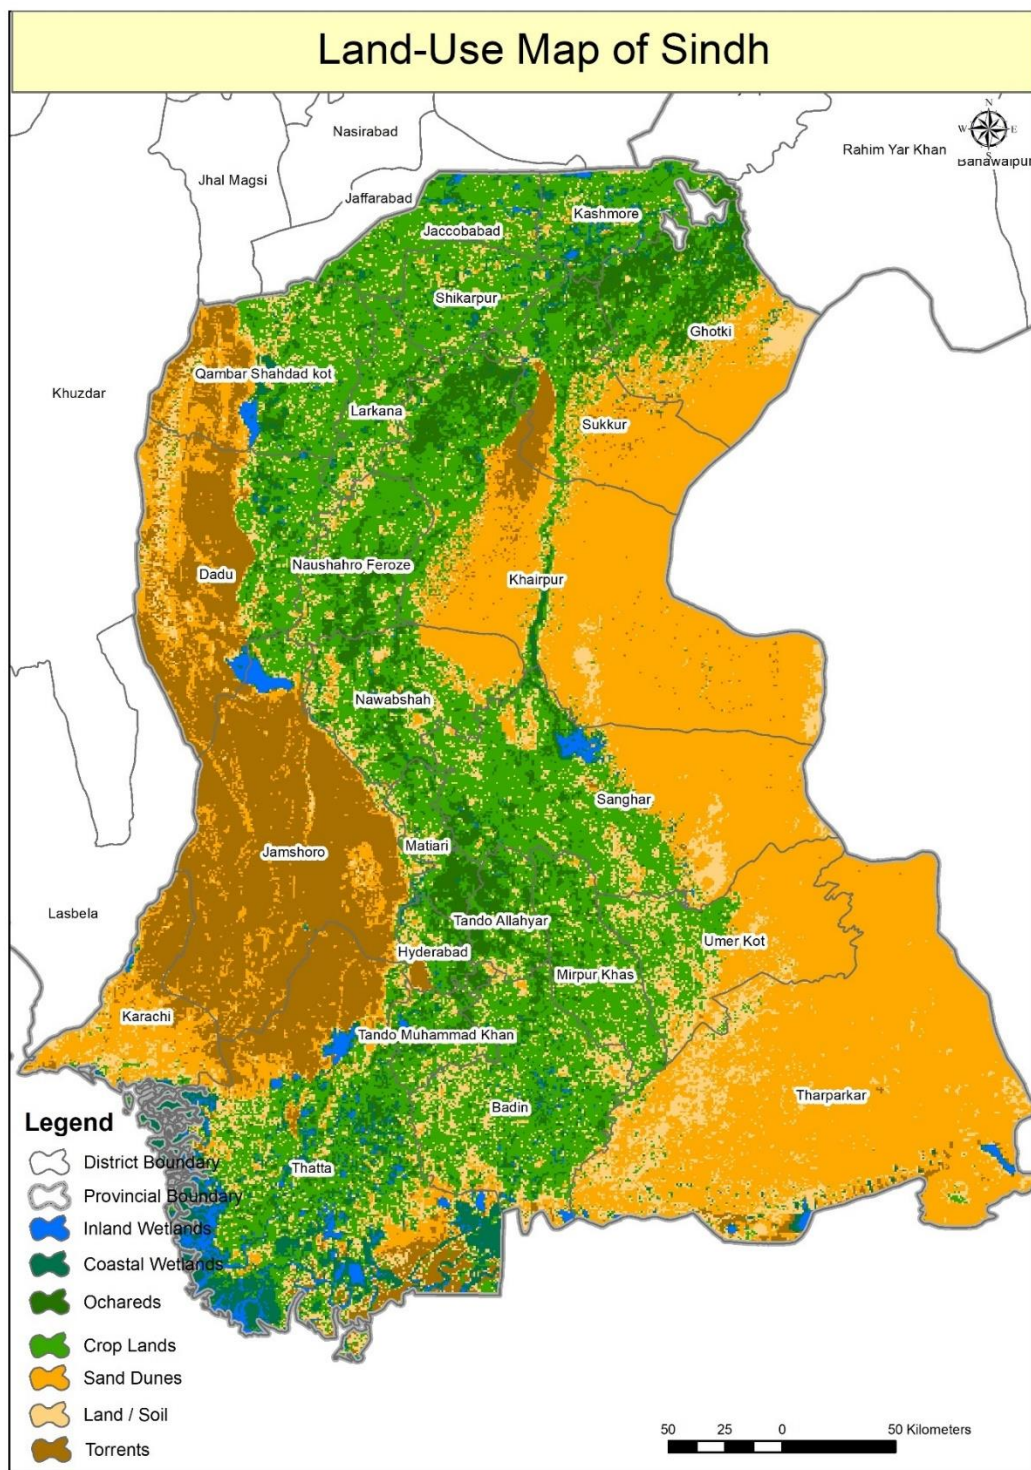 Land-Use Map of Sindh
N
W E
S
Nasirabad
Rahim Yar Khan
Bahawalpur
Jhal Magsi
Jaffarabad
Kashmore
Jaccobabad
Shikarpur
Ghotki
Qambar Shahdad kot
Khuzdar
Larkana
Sukkur
Naushahro Feroze
Dadu
Khairpur
Nawabshah
Sanghar
Matiari
Jamshoro
Lasbela
Tando Allahyar
Umer Kot
Hyderabad
Mirpur Khas
Karachi
Tando Muhammad Khan
Tharparkar
Badin
Thatta
Legend
District Boundary
Provincial Boundary
Inland Wetlands
Coastal Wetlands
Ochareds
Crop Lands
Sand Dunes
Land / Soil
Torrents
50 25 0 50 Kilometers